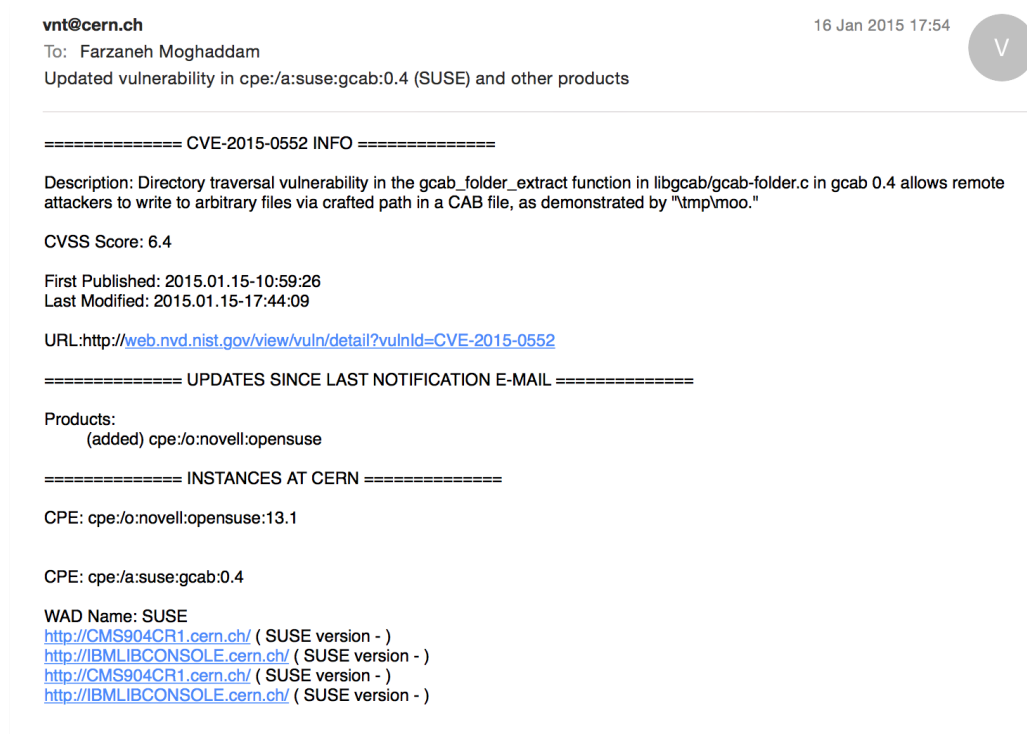 vnt@cern.ch
16 Jan 2015 17:54
V
To: Farzaneh Moghaddam
Updated vulnerability in cpe:/a:suse:gcab:0.4 (SUSE) and other products
============== CVE-2015-0552 INFO ==============
Description: Directory traversal vulnerability in the gcab_folder_extract function in libgcab/gcab-folder.c in gcab 0.4 allows remote
attackers to write to arbitrary files via crafted path in a CAB file, as demonstrated by "\tmp\moo."
CVSS Score: 6.4
First Published: 2015.01.15-10:59:26
Last Modified: 2015.01.15-17:44:09
URL:http://web.nvd.nist.gov/view/vuln/detail?vulnId=CVE-2015-0552
============== UPDATES SINCE LAST NOTIFICATION E-MAIL ==============
Products:
(added) cpe:/o:novell:opensuse
============== INSTANCES AT CERN ==============
CPE: cpe:/o:novell:opensuse:13.1
CPE: cpe:/a:suse:gcab:0.4
WAD Name: SUSE
http://CMS904CR1.cern.ch/ ( SUSE version - )
http://IBMLIBCONSOLE.cern.ch/ ( SUSE version - )
http://CMS904CR1.cern.ch/ ( SUSE version - )
http://IBMLIBCONSOLE.cern.ch/ ( SUSE version - )